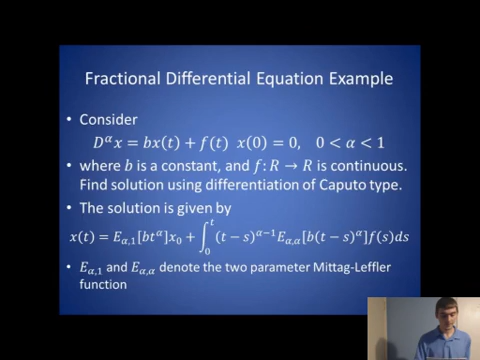 Fractional Differential Equation Example
• Consider
D^α x = bx(t) + f(t)  x(0) = 0,  0 < α < 1
• where b is a constant, and f: R → R is continuous.
Find solution using differentiation of Caputo type.
• The solution is given by
x(t) = E_{α,1}[bt^α]x_0 + ∫_0^t (t − s)^{α−1} E_{α,α}[b(t − s)^α]f(s)ds
• E_{α,1} and E_{α,α} denote the two parameter Mittag-Leffler
function